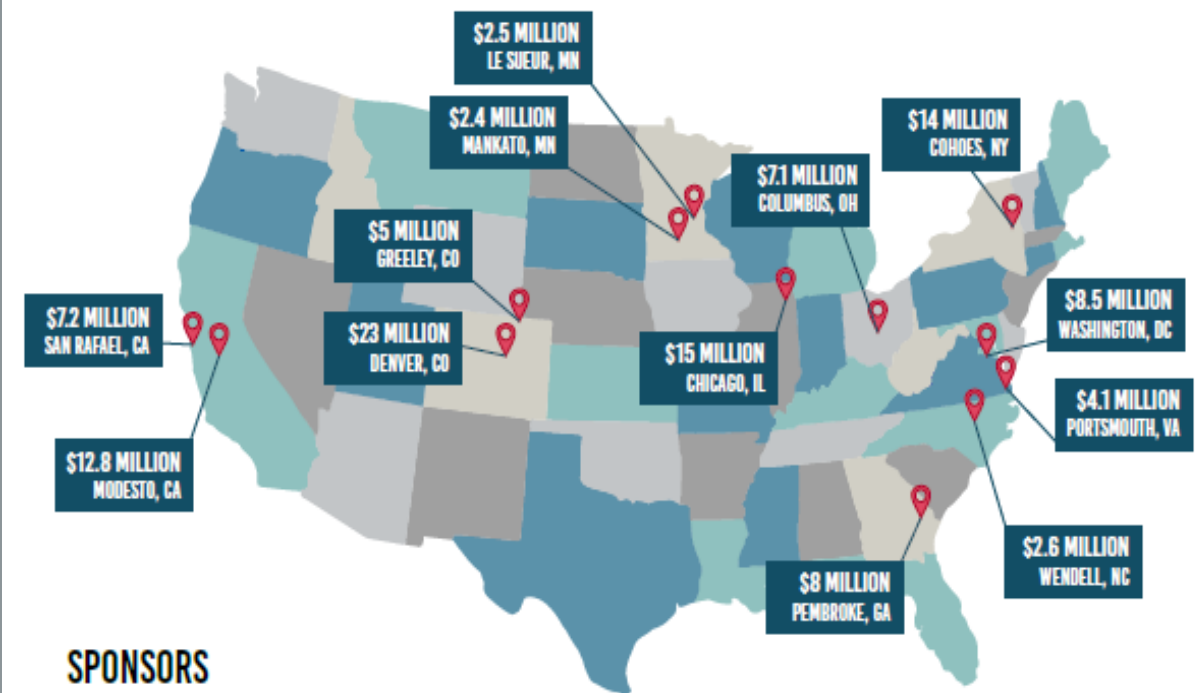 $2.5 MILLION
LE SUEUR, MN
$2.4 MILLION
MANKATO, MN
$14 MILLION
COHOES, NY
$7.1 MILLION
COLUMBUS, OH
$5 MILLION
GREELEY, CO
$8.5 MILLION
WASHINGTON, DC
$7.2 MILLION
SAN RAFAEL, CA
$23 MILLION
DENVER, CO
$15 MILLION
CHICAGO, IL
$4.1 MILLION
PORTSMOUTH, VA
$12.8 MILLION
MODESTO, CA
$2.6 MILLION
WENDELL, NC
$8 MILLION
PEMBROKE, GA
SPONSORS